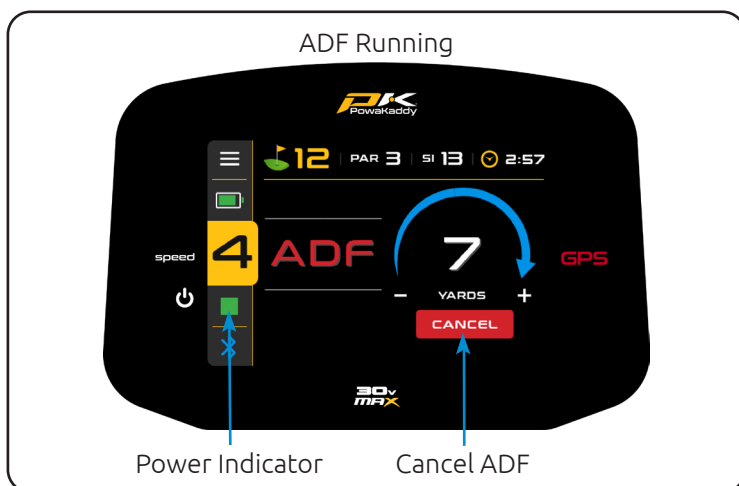 ADF Running
PK
PowaKaddy
12 PAR 3 SI 13 2:57
speed 4 ADF 7 GPS
- YARDS +
CANCEL
30v
MAX
Power Indicator Cancel ADF